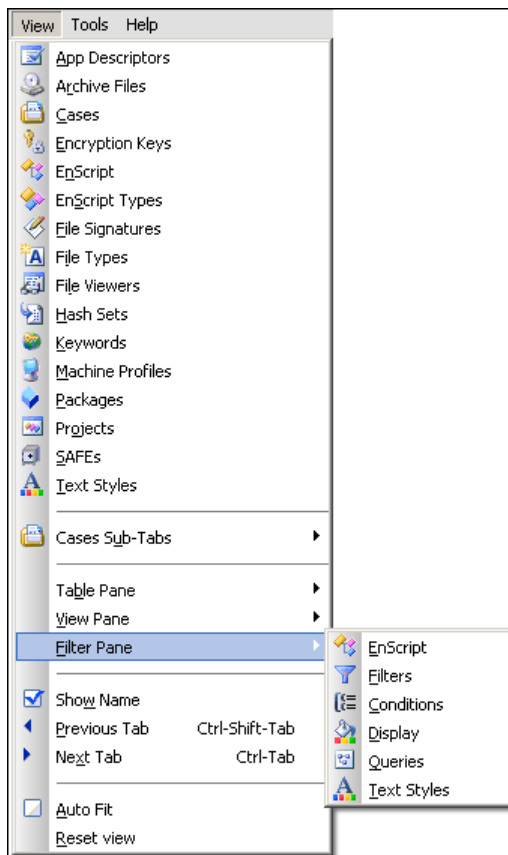 View Tools Help
App Descriptors
Archive Files
Cases
Encryption Keys
EnScript
EnScript Types
File Signatures
File Types
File Viewers
Hash Sets
Keywords
Machine Profiles
Packages
Projects
SAFEs
Text Styles
Cases Sub-Tabs
Table Pane
View Pane
Filter Pane
EnScript
Filters
Conditions
Display
Queries
Text Styles
Show Name
Previous Tab Ctrl-Shift-Tab
Next Tab Ctrl-Tab
Auto Fit
Reset view